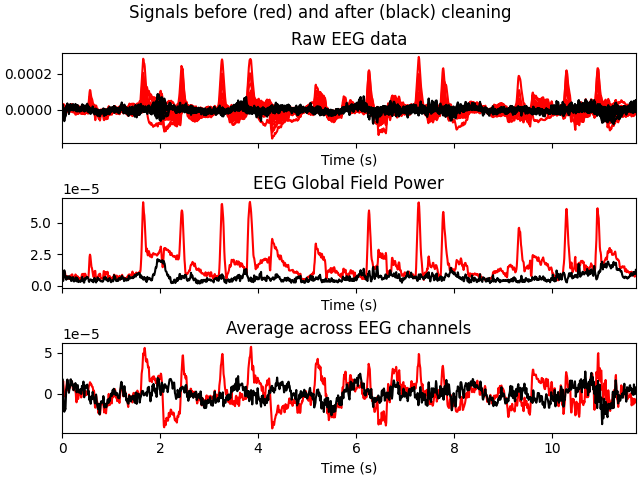 Signals before (red) and after (black) cleaning
Raw EEG data
0.0002
0.0000
Time (s)
1e−5
EEG Global Field Power
5.0
2.5
0.0
Time (s)
1e−5
Average across EEG channels
5
0
0 2 4 6 8 10
Time (s)